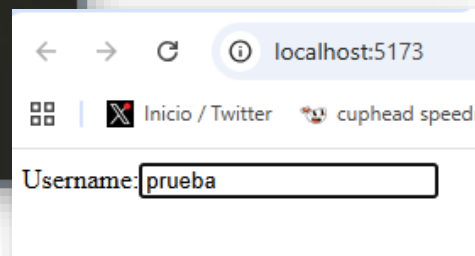 localhost:5173
Inicio / Twitter cuphead speed
Username: prueba